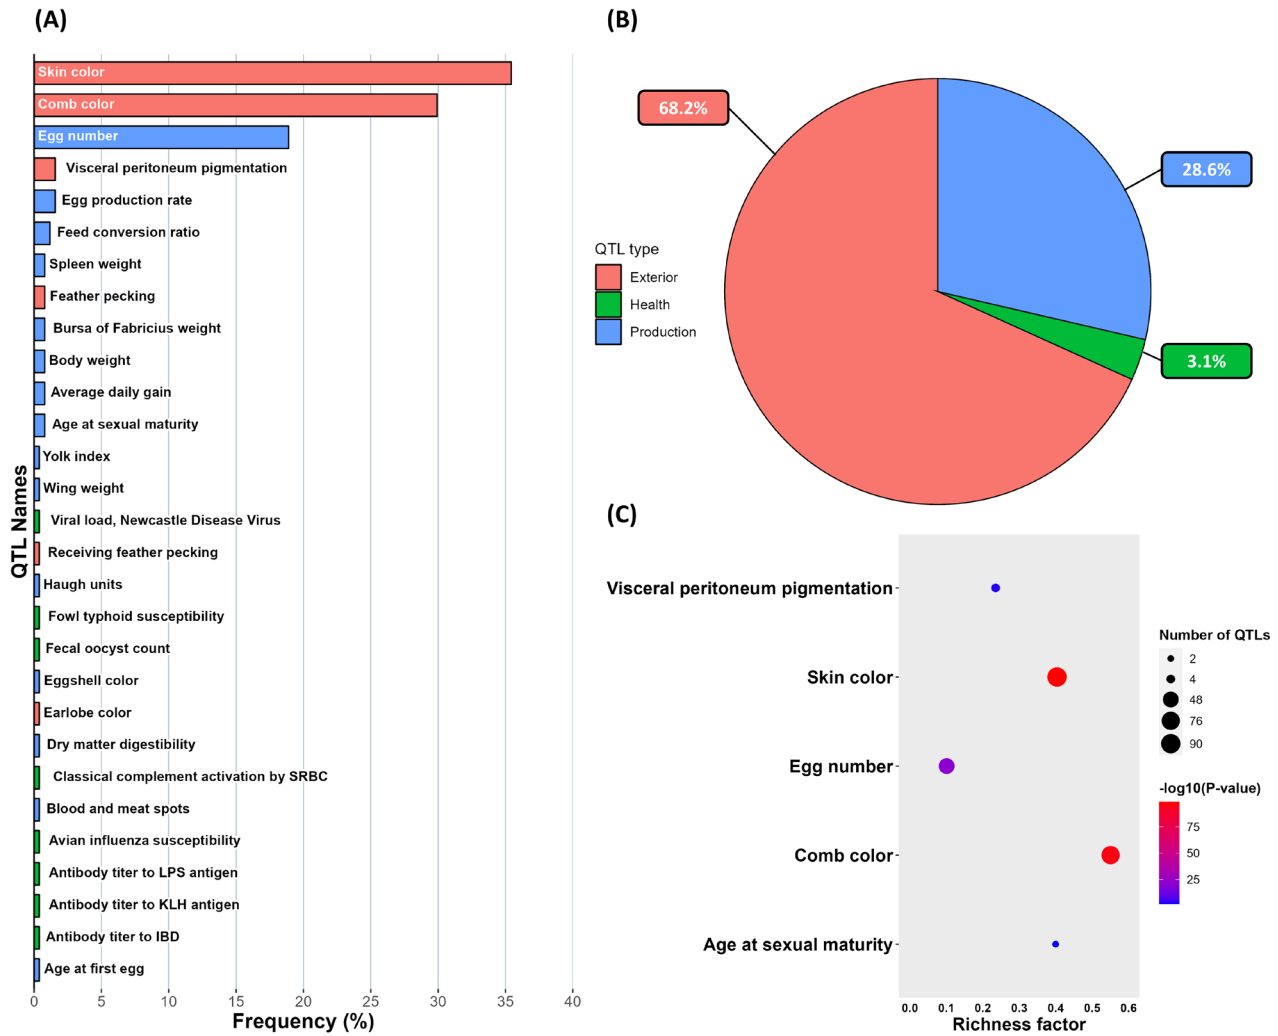 (A)
Skin color
Comb color
Egg number
Visceral peritoneum pigmentation
Egg production rate
Feed conversion ratio
Spleen weight
Feather pecking
Bursa of Fabricius weight
Body weight
Average daily gain
Age at sexual maturity
Yolk index
Wing weight
Viral load, Newcastle Disease Virus
Receiving feather pecking
Haugh units
Fowl typhoid susceptibility
Fecal oocyst count
Eggshell color
Earlobe color
Dry matter digestibility
Classical complement activation by SRBC
Blood and meat spots
Avian influenza susceptibility
Antibody titer to LPS antigen
Antibody titer to KLH antigen
Antibody titer to IBD
Age at first egg
QTL Names
0 5 10 15 20 25 30 35 40
Frequency (%)
(B)
68.2%
28.6%
3.1%
QTL type
Exterior
Health
Production
(C)
Visceral peritoneum pigmentation
Skin color
Egg number
Comb color
Age at sexual maturity
0.0 0.1 0.2 0.3 0.4 0.5 0.6
Richness factor
Number of QTLs
2
4
48
76
90
-log10(P-value)
75
50
25